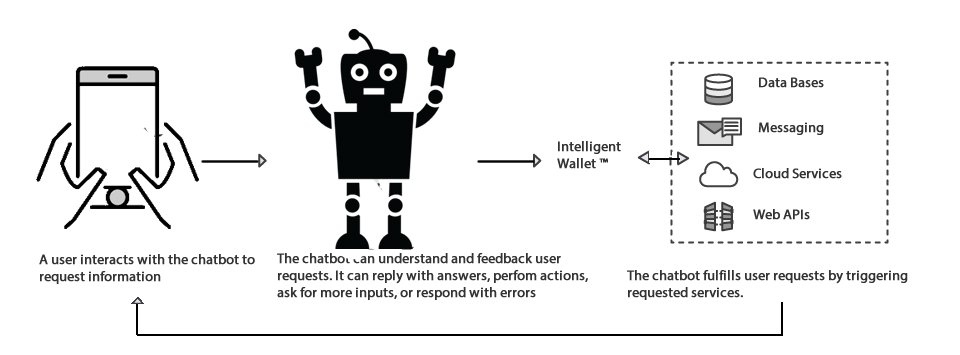 Data Bases
Messaging
Intelligent
Wallet ™
Cloud Services
Web APIs
A user interacts with the chatbot to
request information
The chatbot can understand and feedback user
requests. It can reply with answers, perfom actions,
ask for more inputs, or respond with errors
The chatbot fulfills user requests by triggering
requested services.